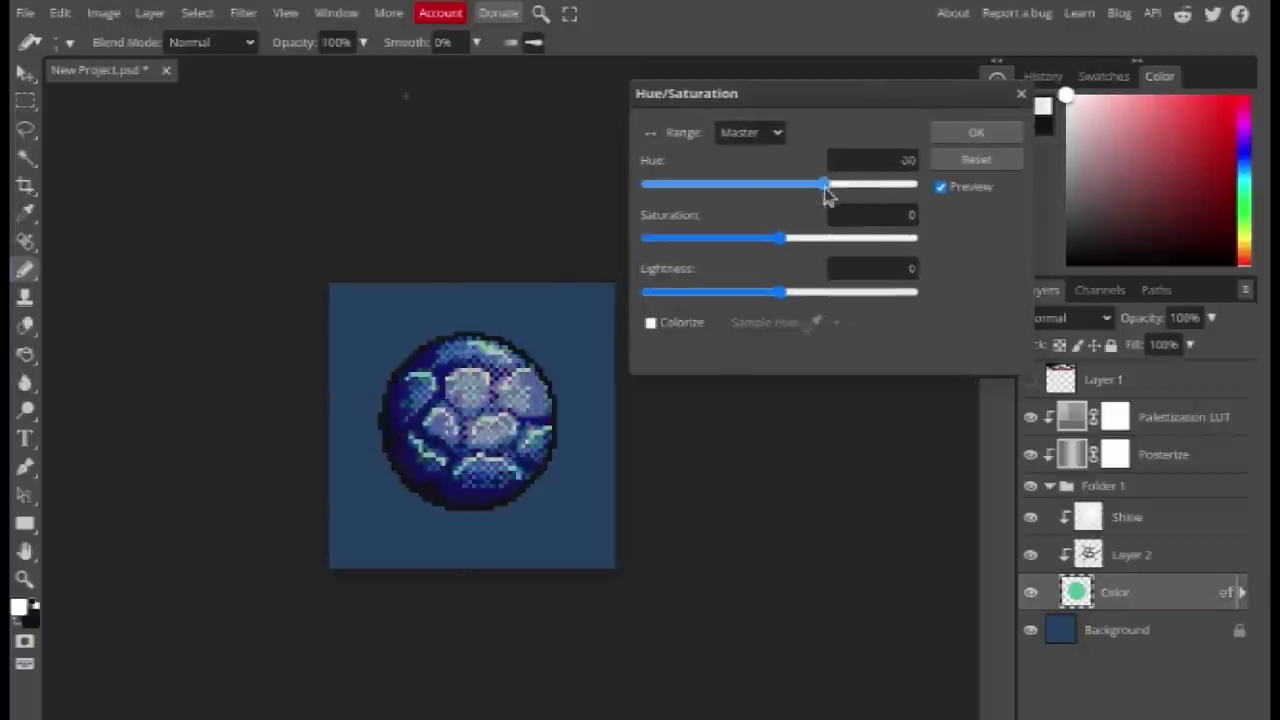 File Edit Image Layer Select Filter View Window More Account Donate About Report a bug Learn Blog API
Blend Mode: Normal Opacity: 100% Smooth: 0%
New Project.psd *
History Swatches Color
Hue/Saturation
Range: Master OK
Hue: Reset
Preview
Saturation: 0
Lightness: 0
Colorize Sample Hue:
Channels Paths
Opacity: 100%
Fill: 100%
Layer 1
Palettization LUT
Posterize
Folder 1
Shine
Layer 2
Color eff
Background